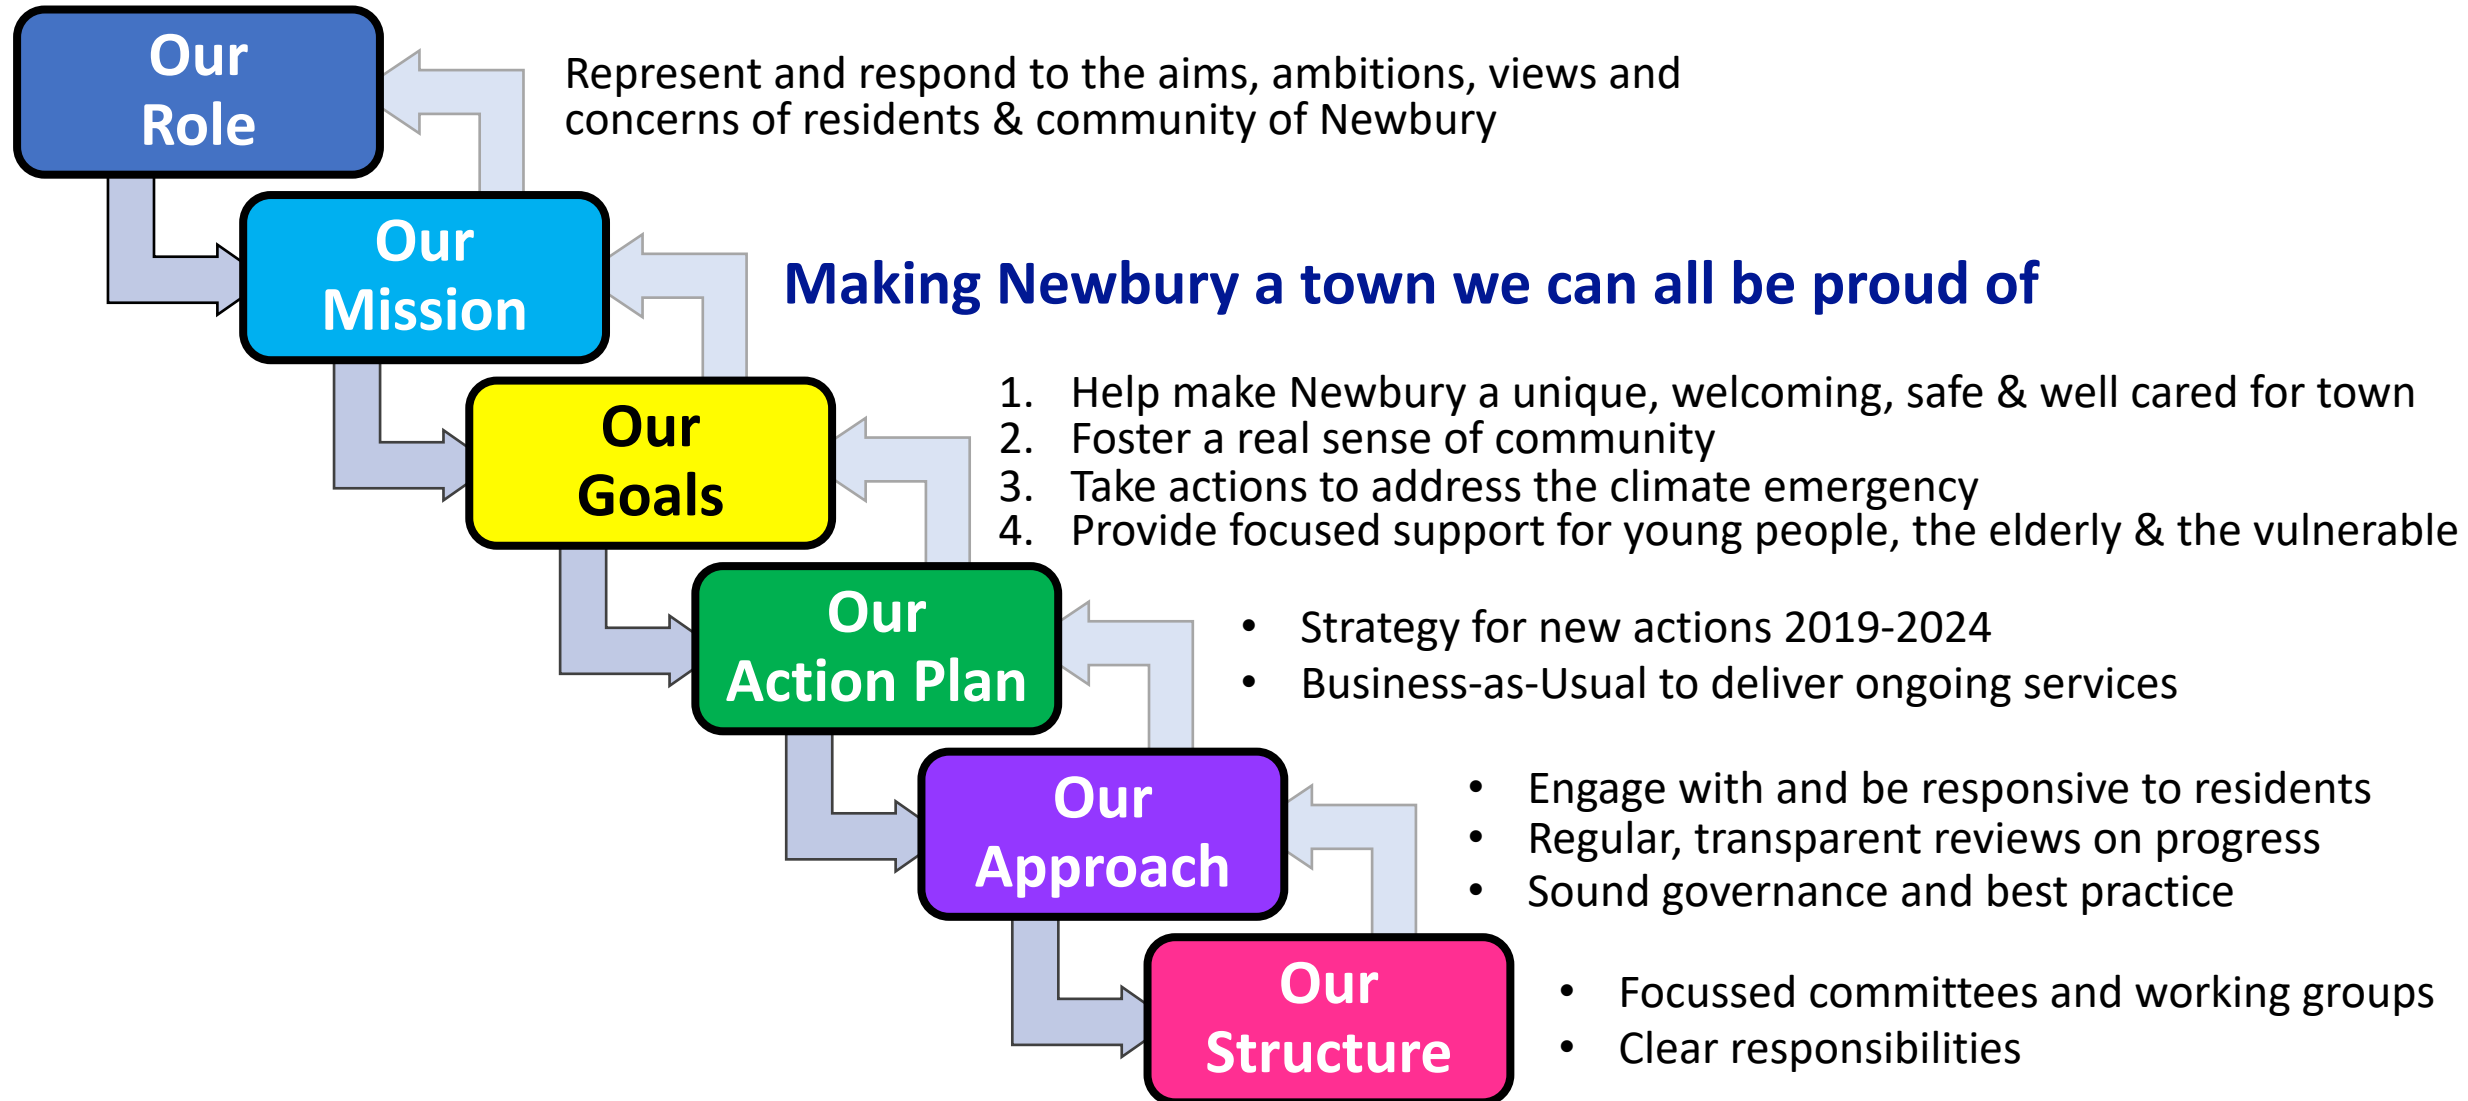 Our
Role
Represent and respond to the aims, ambitions, views and
concerns of residents & community of Newbury
Our
Mission
Making Newbury a town we can all be proud of
Our
Goals
1. Help make Newbury a unique, welcoming, safe & well cared for town
2. Foster a real sense of community
3. Take actions to address the climate emergency
4. Provide focused support for young people, the elderly & the vulnerable
Our
Action Plan
• Strategy for new actions 2019-2024
• Business-as-Usual to deliver ongoing services
Our
Approach
• Engage with and be responsive to residents
• Regular, transparent reviews on progress
• Sound governance and best practice
Our
Structure
• Focussed committees and working groups
• Clear responsibilities